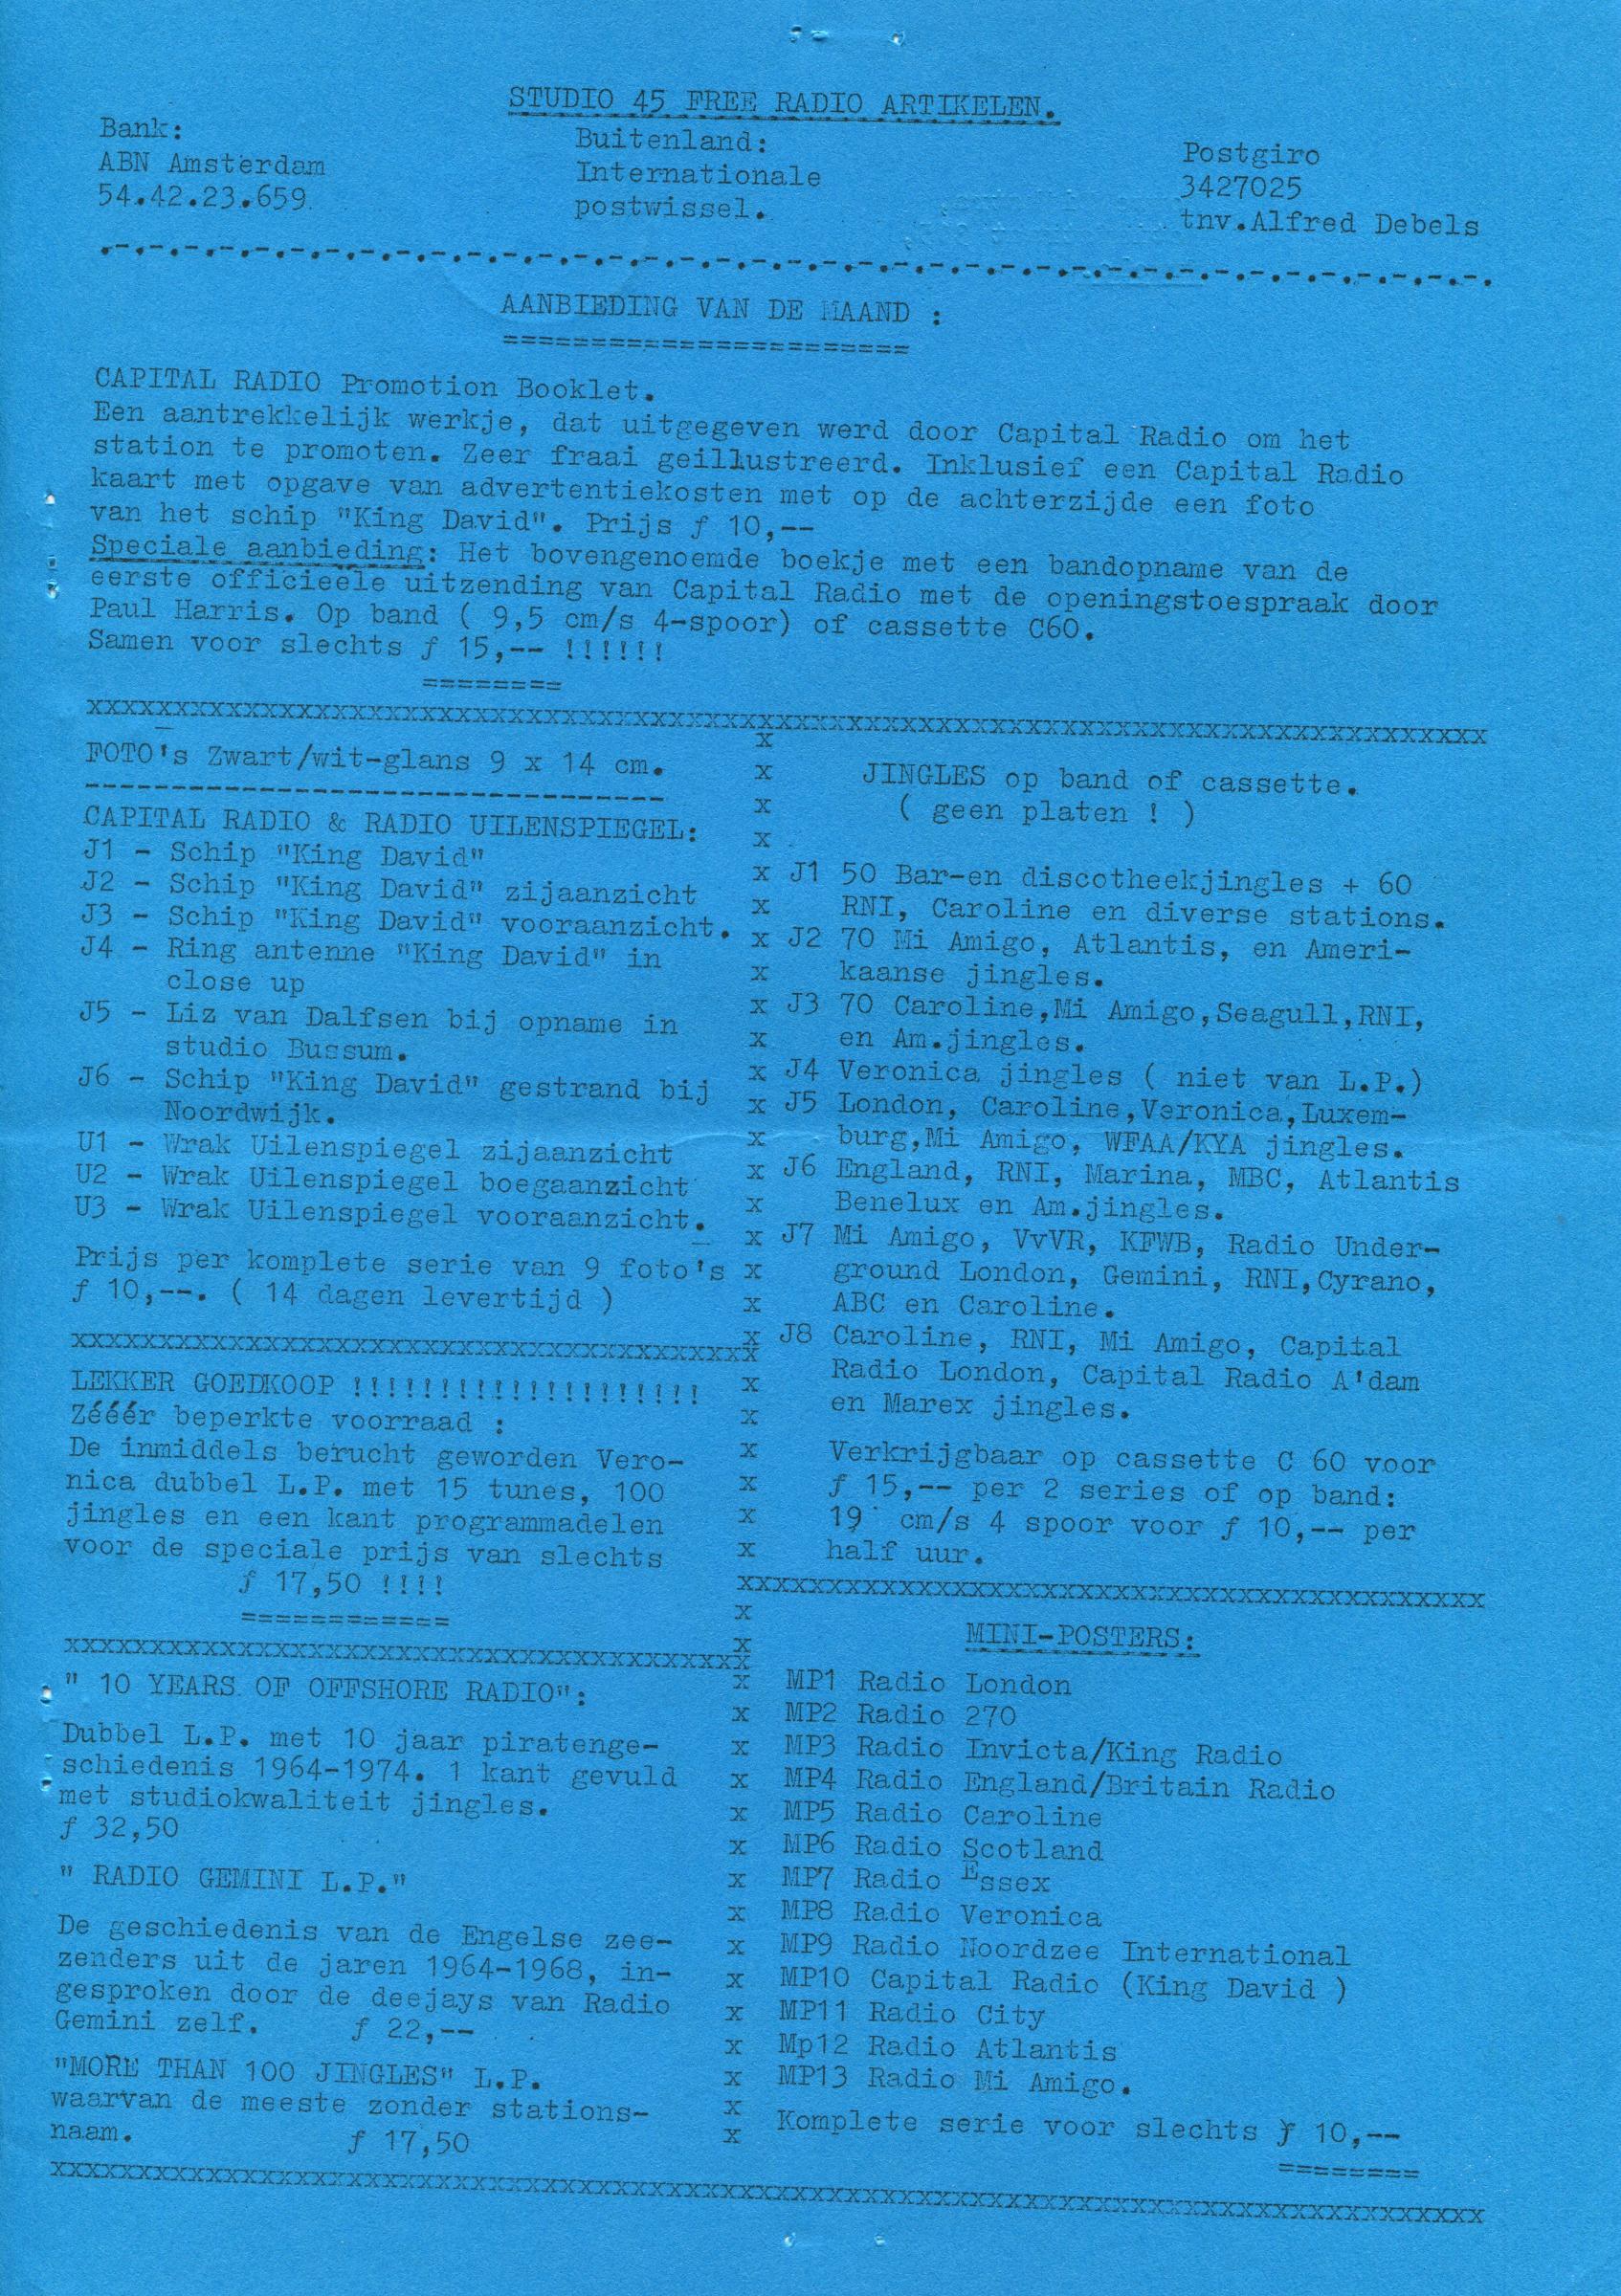 STUDIO 45 FREE RADIO ARTIKELEN.
Bank:
ABN Amsterdam
54.42.23.659
Buitenland:
Internationale
postwissel.
Postgiro
3427025
tnv.Alfred Debels
AANBIEDING VAN DE MAAND :
======================
CAPITAL RADIO Promotion Booklet.
Een aantrekkelijk werkje, dat uitgegeven werd door Capital Radio om het
station te promoten. Zeer fraai geillustreerd. Inklusief een Capital Radio
kaart met opgave van advertentiekosten met op de achterzijde een foto
van het schip "King David". Prijs ƒ 10,--
Speciale aanbieding: Het bovengenoemde boekje met een bandopname van de
eerste officieële uitzending van Capital Radio met de openingstoespraak door
Paul Harris. Op band ( 9,5 cm/s 4-spoor) of cassette C60.
Samen voor slechts ƒ 15,-- !!!!!!
========
FOTO's Zwart/wit-glans 9 x 14 cm.
CAPITAL RADIO & RADIO UILENSPIEGEL:
J1 - Schip "King David"
J2 - Schip "King David" zijaanzicht
J3 - Schip "King David" vooraanzicht.
J4 - Ring antenne "King David" in
close up
J5 - Liz van Dalfsen bij opname in
studio Bussum.
J6 - Schip "King David" gestrand bij
Noordwijk.
U1 - Wrak Uilenspiegel zijaanzicht
U2 - Wrak Uilenspiegel boegaanzicht
U3 - Wrak Uilenspiegel vooraanzicht.
Prijs per komplete serie van 9 foto's
ƒ 10,--. ( 14 dagen levertijd )
LEKKER GOEDKOOP !!!!!!!!!!!!!!!!!!!!
Zééér beperkte voorraad :
De inmiddels berucht geworden Vero-
nica dubbel L.P. met 15 tunes, 100
jingles en een kant programmadelen
voor de speciale prijs van slechts
ƒ 17,50 !!!!
============
" 10 YEARS OF OFFSHORE RADIO":
Dubbel L.P. met 10 jaar piratenge-
schiedenis 1964-1974. 1 kant gevuld
met studiokwaliteit jingles.
ƒ 32,50
" RADIO GEMINI L.P."
De geschiedenis van de Engelse zee-
zenders uit de jaren 1964-1968, in-
gesproken door de deejays van Radio
Gemini zelf. ƒ 22,--
"MORE THAN 100 JINGLES" L.P.
waarvan de meeste zonder stations-
naam. ƒ 17,50
JINGLES op band of cassette.
( geen platen ! )
J1 50 Bar-en discotheekjingles + 60
RNI, Caroline en diverse stations.
J2 70 Mi Amigo, Atlantis, en Ameri-
kaanse jingles.
J3 70 Caroline,Mi Amigo,Seagull,RNI,
en Am.jingles.
J4 Veronica jingles ( niet van L.P.)
J5 London, Caroline,Veronica,Luxem-
burg,Mi Amigo, WFAA/KYA jingles.
J6 England, RNI, Marina, MBC, Atlantis
Benelux en Am.jingles.
J7 Mi Amigo, VvVR, KFWB, Radio Under-
ground London, Gemini, RNI,Cyrano,
ABC en Caroline.
J8 Caroline, RNI, Mi Amigo, Capital
Radio London, Capital Radio A'dam
en Marex jingles.
Verkrijgbaar op cassette C 60 voor
ƒ 15,-- per 2 series of op band:
19 cm/s 4 spoor voor ƒ 10,-- per
half uur.
MINI-POSTERS:
MP1 Radio London
MP2 Radio 270
MP3 Radio Invicta/King Radio
MP4 Radio England/Britain Radio
MP5 Radio Caroline
MP6 Radio Scotland
MP7 Radio Essex
MP8 Radio Veronica
MP9 Radio Noordzee International
MP10 Capital Radio (King David )
MP11 Radio City
Mp12 Radio Atlantis
MP13 Radio Mi Amigo.
Komplete serie voor slechts ƒ 10,--
========